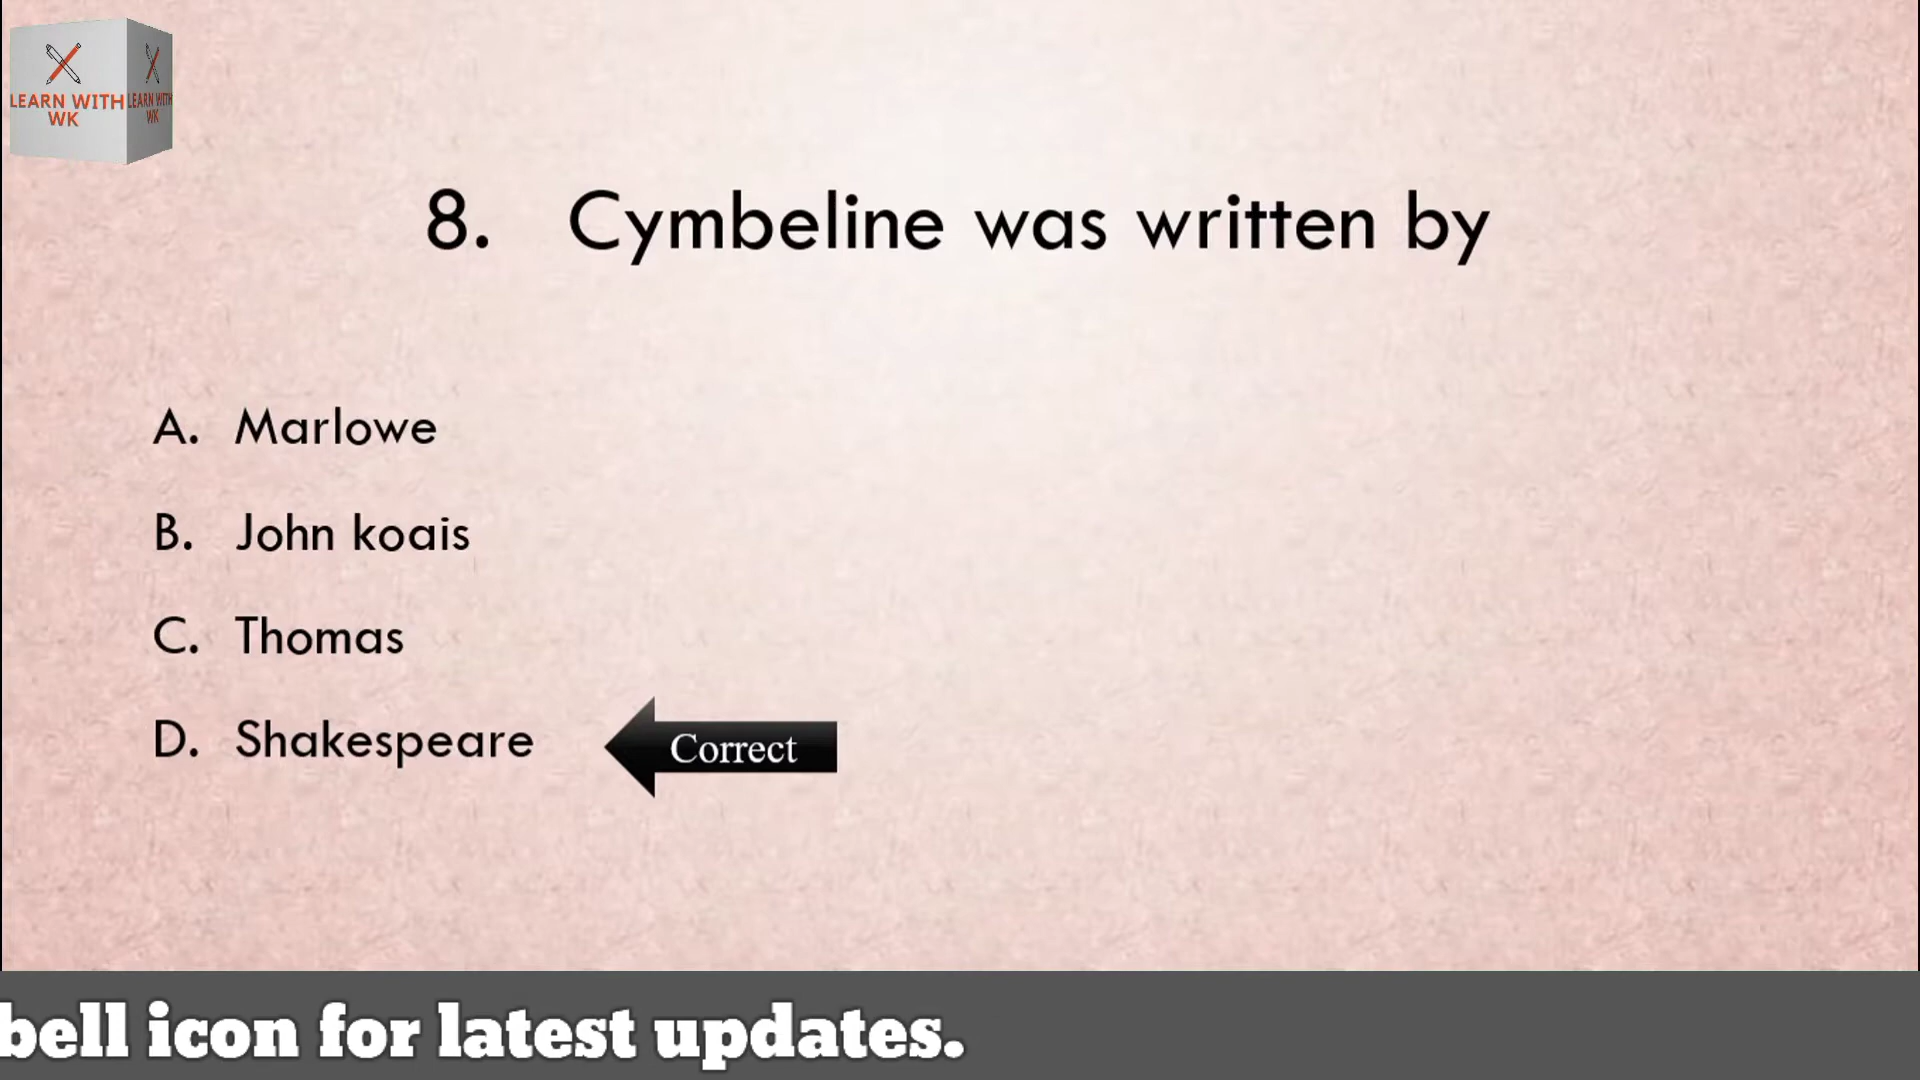 LEARN WITH
WK
LEARN WITH
WK
8. Cymbeline was written by
A. Marlowe
B. John koais
C. Thomas
D. Shakespeare
Correct
bell icon for latest updates.